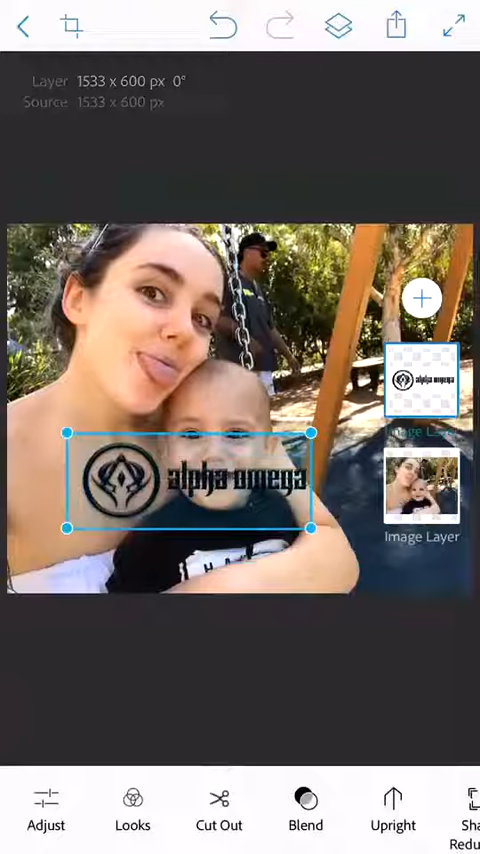 Layer 1533 x 600 px 0°
Source 1533 x 600 px
alpha omega
alpha omega
Image Layer
Image Layer
Adjust
Looks
Cut Out
Blend
Upright